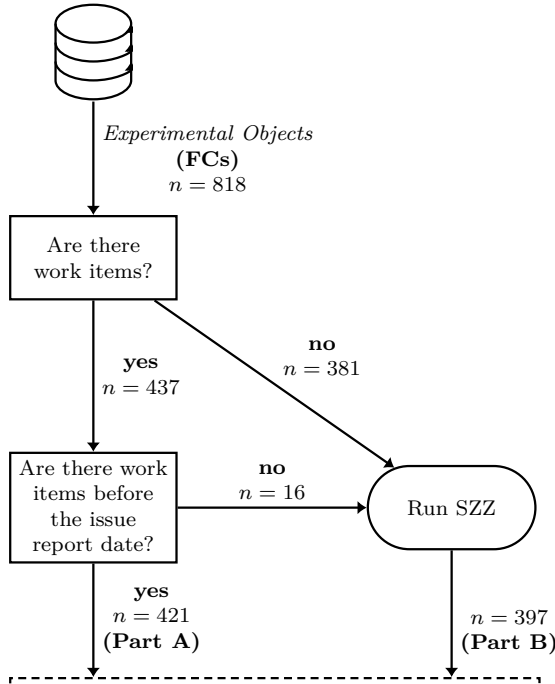 Experimental Objects
(FCs)
n = 818
Are there
work items?
no
n = 381
yes
n = 437
Are there work
items before
the issue
report date?
no
n = 16
Run SZZ
yes
n = 421
(Part A)
n = 397
(Part B)